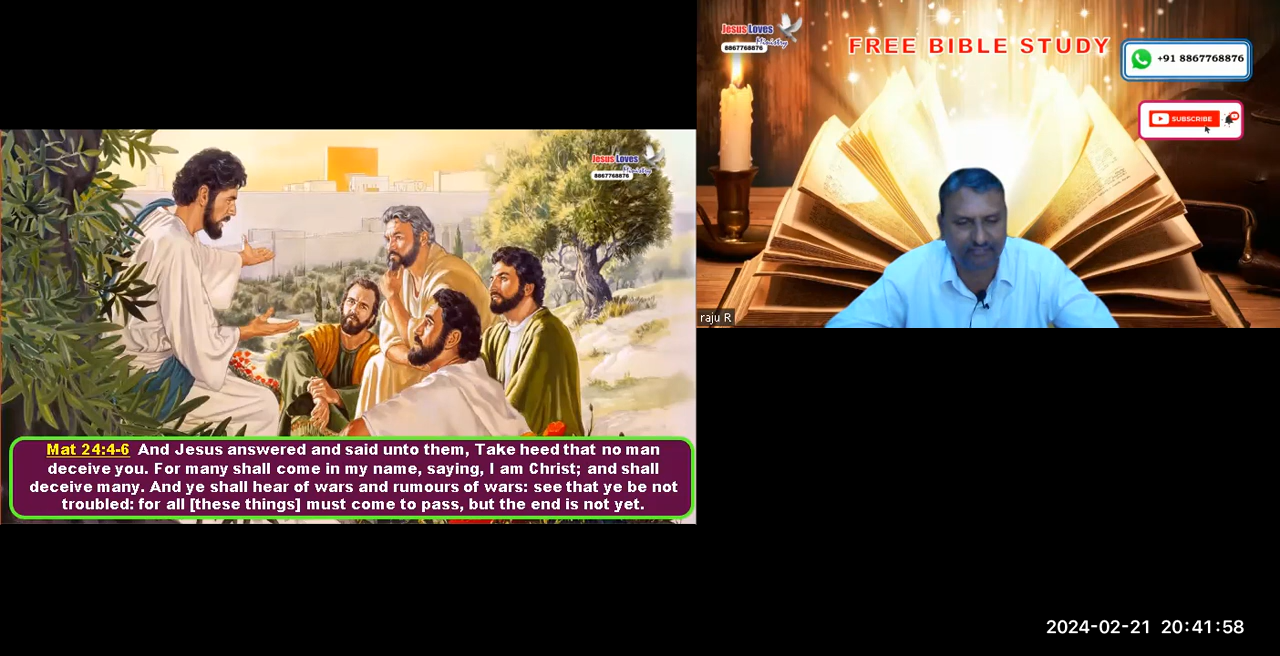 Jesus Loves
Ministry
8867768876
Mat 24:4-6 And Jesus answered and said unto them, Take heed that no man
deceive you. For many shall come in my name, saying, I am Christ; and shall
deceive many. And ye shall hear of wars and rumours of wars: see that ye be not
troubled: for all [these things] must come to pass, but the end is not yet.
Jesus Loves
Ministry
8867768876
FREE BIBLE STUDY
+91 8867768876
SUBSCRIBE
raju R
2024-02-21 20:41:58